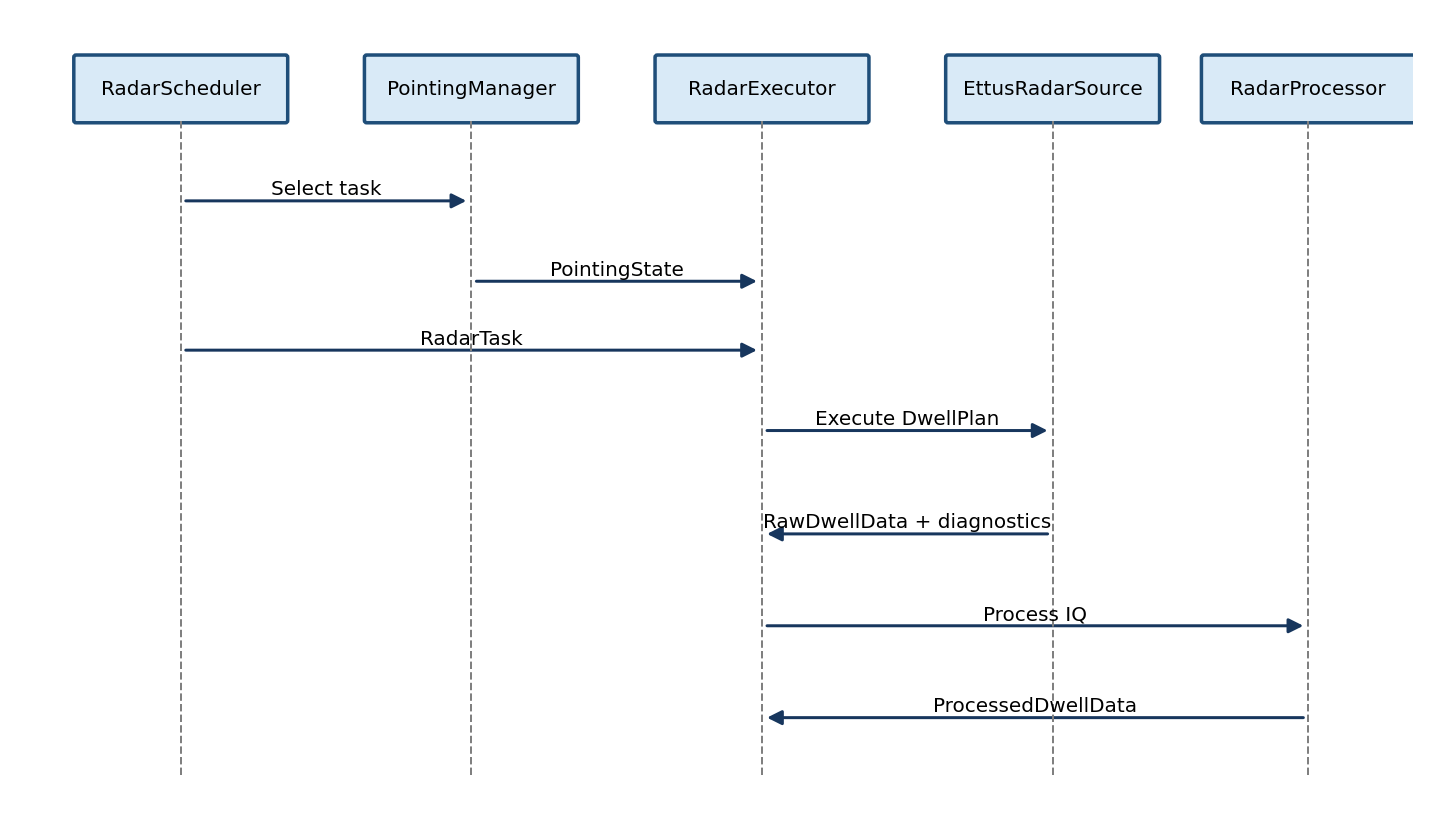 RadarScheduler PointingManager RadarExecutor EttusRadarSource RadarProcessor
Select task
PointingState
RadarTask
Execute DwellPlan
RawDwellData + diagnostics
Process IQ
ProcessedDwellData